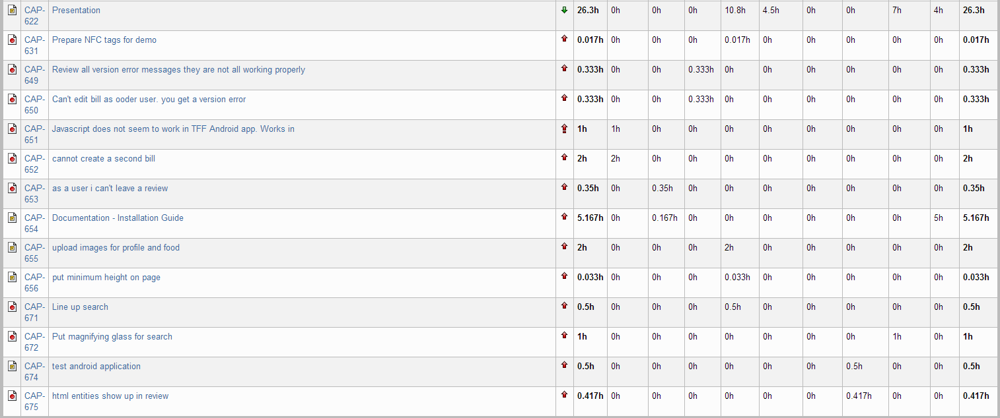 CAP-622 Presentation 26.3h 0h 0h 0h 10.8h 4.5h 0h 0h 7h 4h 26.3h
CAP-631 Prepare NFC tags for demo 0.017h 0h 0h 0h 0.017h 0h 0h 0h 0h 0h 0.017h
CAP-649 Review all version error messages they are not all working properly 0.333h 0h 0h 0.333h 0h 0h 0h 0h 0h 0h 0.333h
CAP-650 Can't edit bill as ooder user. you get a version error 0.333h 0h 0h 0.333h 0h 0h 0h 0h 0h 0h 0.333h
CAP-651 Javascript does not seem to work in TFF Android app. Works in 1h 1h 0h 0h 0h 0h 0h 0h 0h 0h 1h
CAP-652 cannot create a second bill 2h 2h 0h 0h 0h 0h 0h 0h 0h 0h 2h
CAP-653 as a user i can't leave a review 0.35h 0h 0.35h 0h 0h 0h 0h 0h 0h 0h 0.35h
CAP-654 Documentation - Installation Guide 5.167h 0h 0.167h 0h 0h 0h 0h 0h 0h 5h 5.167h
CAP-655 upload images for profile and food 2h 0h 0h 0h 2h 0h 0h 0h 0h 0h 2h
CAP-656 put minimum height on page 0.033h 0h 0h 0h 0.033h 0h 0h 0h 0h 0h 0.033h
CAP-671 Line up search 0.5h 0h 0h 0h 0.5h 0h 0h 0h 0h 0h 0.5h
CAP-672 Put magnifying glass for search 1h 0h 0h 0h 0h 0h 0h 0h 1h 0h 1h
CAP-674 test android application 0.5h 0h 0h 0h 0h 0h 0h 0.5h 0h 0h 0.5h
CAP-675 html entities show up in review 0.417h 0h 0h 0h 0h 0h 0h 0.417h 0h 0h 0.417h